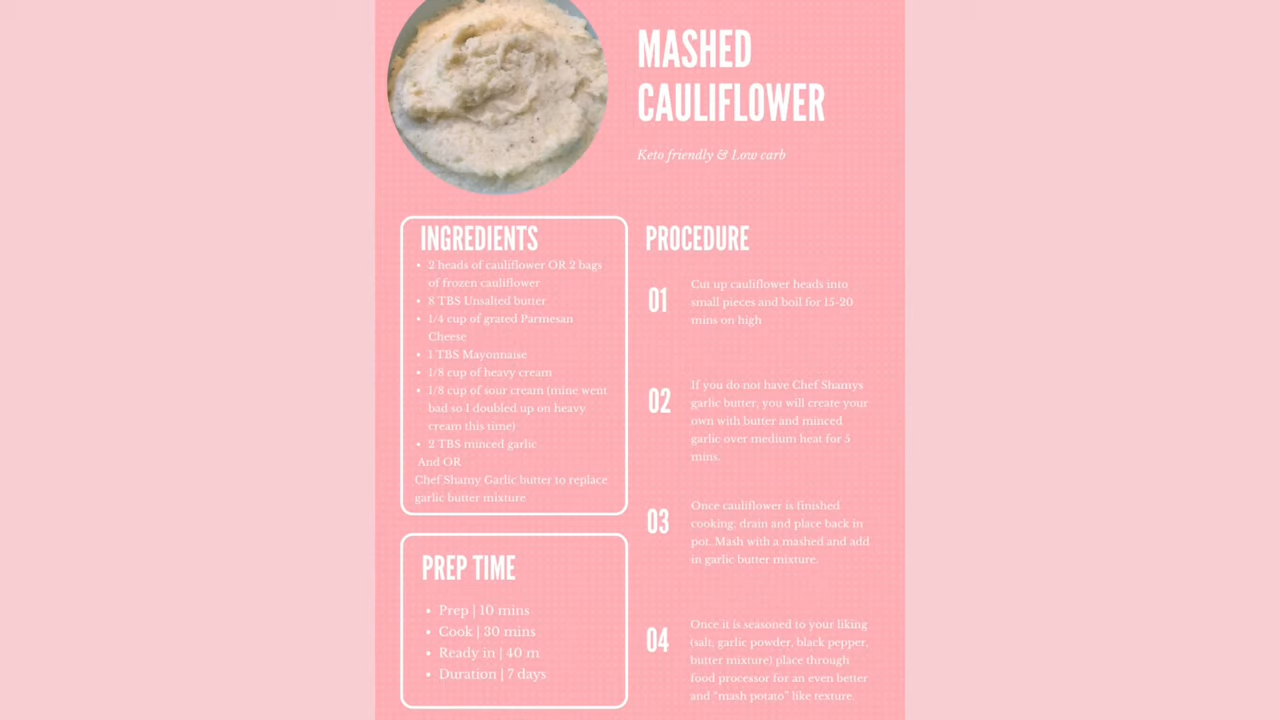 MASHED
CAULIFLOWER
Keto friendly & Low carb
INGREDIENTS
• 2 heads of cauliflower OR 2 bags
of frozen cauliflower
• 8 TBS Unsalted butter
• 1/4 cup of grated Parmesan
Cheese
• 1 TBS Mayonnaise
• 1/8 cup of heavy cream
• 1/8 cup of sour cream (mine went
bad so I doubled up on heavy
cream this time)
• 2 TBS minced garlic
And OR
Chef Shamy Garlic butter to replace
garlic butter mixture
PREP TIME
• Prep | 10 mins
• Cook | 30 mins
• Ready in | 40 m
• Duration | 7 days
PROCEDURE
01
Cut up cauliflower heads into
small pieces and boil for 15-20
mins on high
02
If you do not have Chef Shamys
garlic butter, you will create your
own with butter and minced
garlic over medium heat for 5
mins.
03
Once cauliflower is finished
cooking, drain and place back in
pot. Mash with a mashed and add
in garlic butter mixture.
04
Once it is seasoned to your liking
(salt, garlic powder, black pepper,
butter mixture) place through
food processor for an even better
and “mash potato” like texture.